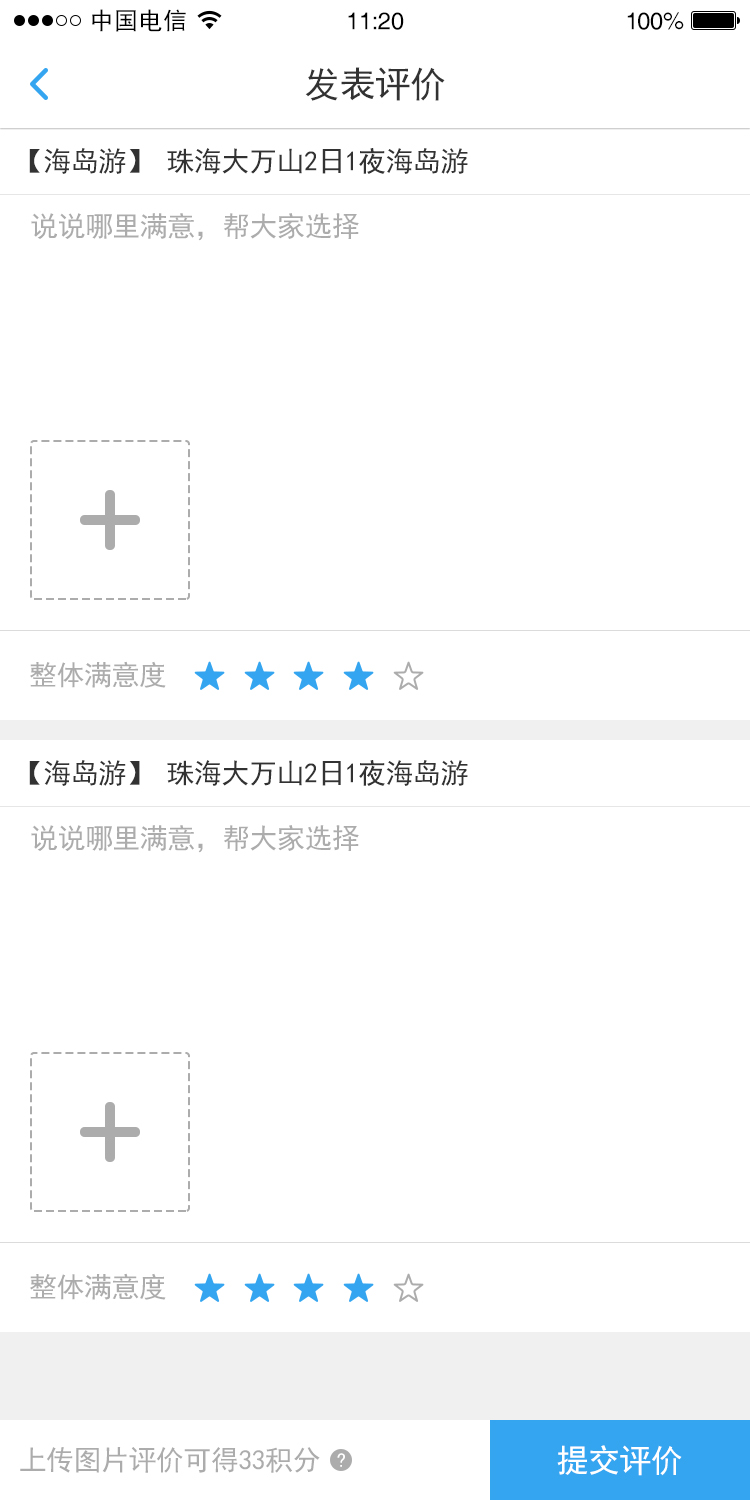 中国电信 11:20 100%
发表评价
【海岛游】 珠海大万山2日1夜海岛游
说说哪里满意，帮大家选择
整体满意度
【海岛游】 珠海大万山2日1夜海岛游
说说哪里满意，帮大家选择
整体满意度
上传图片评价可得33积分 ?
提交评价